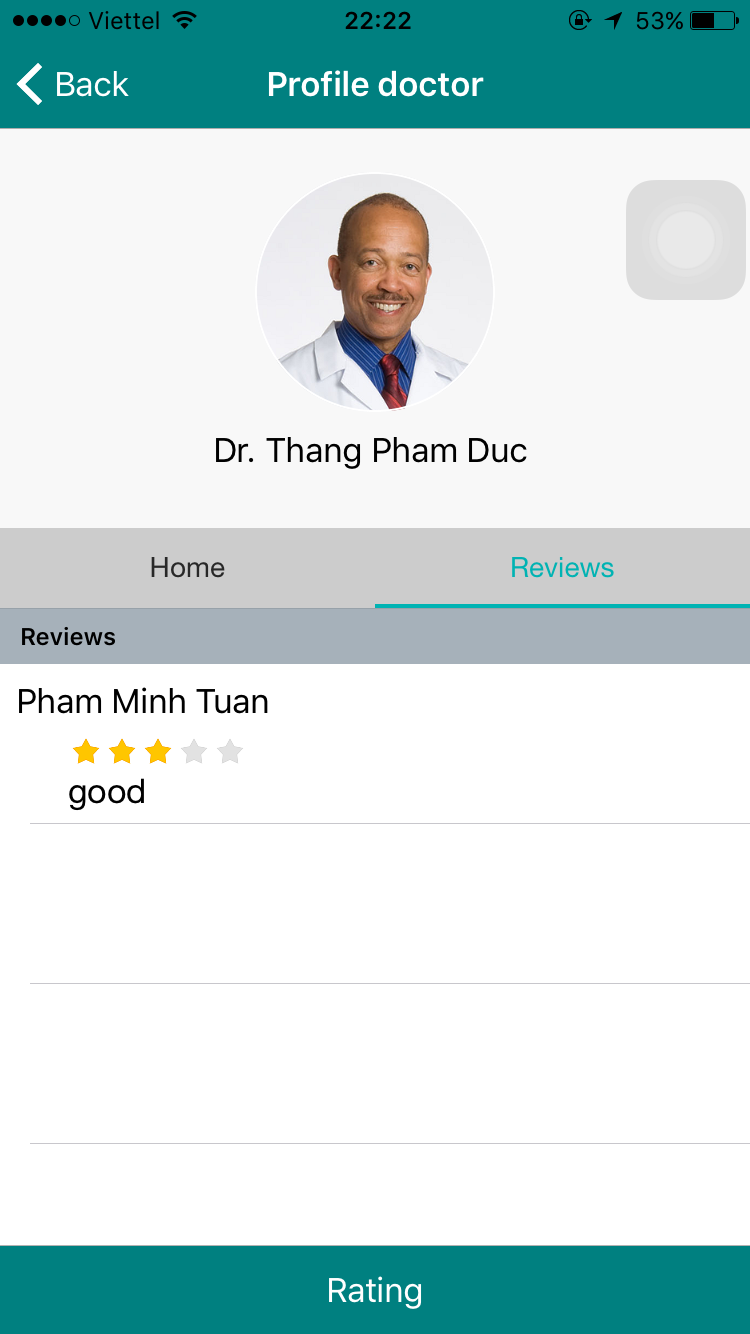 Viettel 22:22 53%
Back Profile doctor
Dr. Thang Pham Duc
Home Reviews
Reviews
Pham Minh Tuan
good
Rating